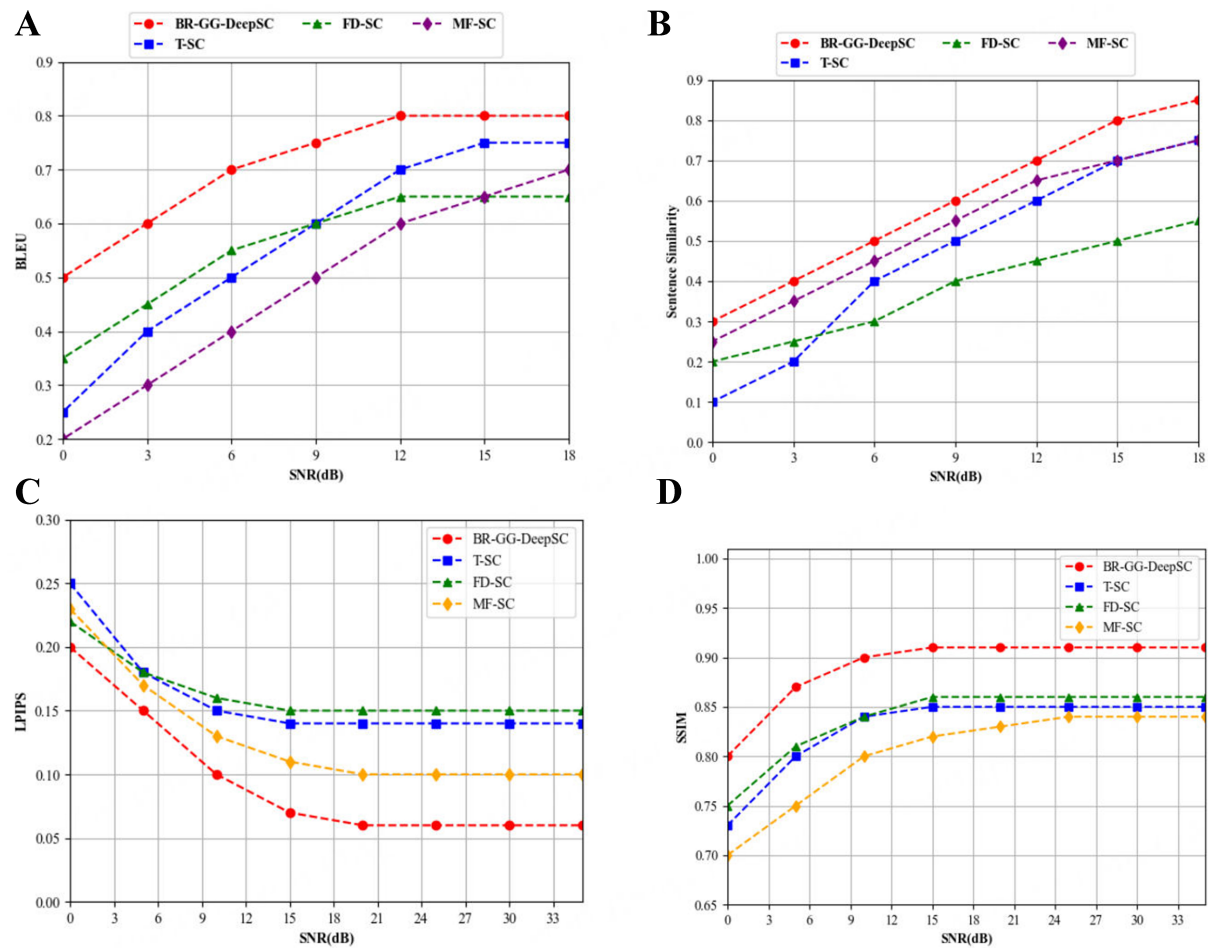 A
BR-GG-DeepSC FD-SC MF-SC
T-SC
0.9
0.8
0.7
0.6
0.5
0.4
0.3
0.2
BLEU
0 3 6 9 12 15 18
SNR(dB)
B
BR-GG-DeepSC FD-SC MF-SC
T-SC
0.9
0.8
0.7
0.6
0.5
0.4
0.3
0.2
0.1
0.0
Sentence Similarity
0 3 6 9 12 15 18
SNR(dB)
C
BR-GG-DeepSC
T-SC
FD-SC
MF-SC
0.30
0.25
0.20
0.15
0.10
0.05
0.00
LPIPS
0 3 6 9 12 15 18 21 24 27 30 33
SNR(dB)
D
BR-GG-DeepSC
T-SC
FD-SC
MF-SC
1.00
0.95
0.90
0.85
0.80
0.75
0.70
0.65
SSIM
0 3 6 9 12 15 18 21 24 27 30 33
SNR(dB)